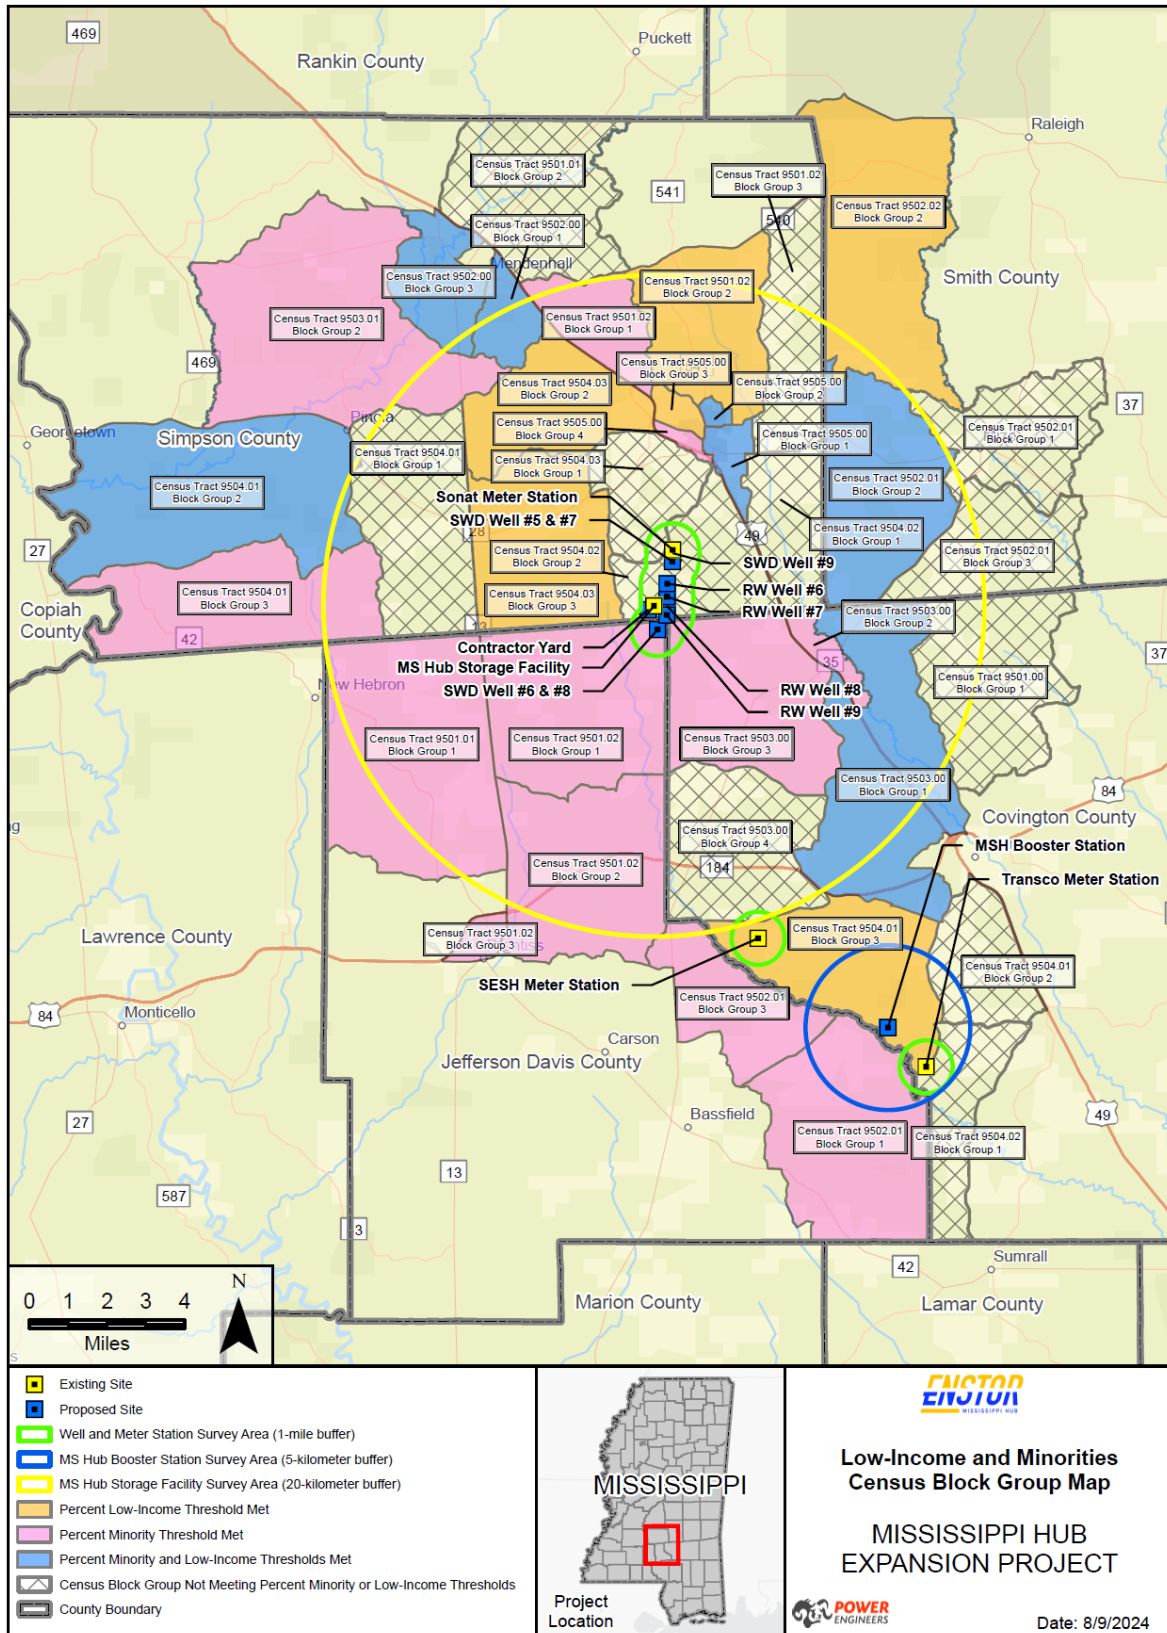 469
Puckett
Rankin County
Raleigh
Census Tract 9501.01
Block Group 2
541
Census Tract 9501.02
Block Group 3
540
Census Tract 9502.02
Block Group 2
Census Tract 9502.00
Block Group 1
Mendenhall
Census Tract 9502.00
Block Group 3
Smith County
Census Tract 9501.02
Block Group 2
Census Tract 9503.01
Block Group 2
Census Tract 9501.02
Block Group 1
469
Census Tract 9505.00
Block Group 3
Census Tract 9504.03
Block Group 2
Census Tract 9505.00
Block Group 2
37
Pinola
Georgetown
Simpson County
Census Tract 9505.00
Block Group 4
Census Tract 9505.00
Block Group 1
Census Tract 9502.01
Block Group 1
Census Tract 9504.01
Block Group 1
Census Tract 9504.03
Block Group 1
Census Tract 9504.01
Block Group 2
Census Tract 9502.01
Block Group 2
Sonat Meter Station
SWD Well #5 & #7
28
49
Census Tract 9504.02
Block Group 1
27
Census Tract 9504.02
Block Group 2
SWD Well #9
Census Tract 9502.01
Block Group 3
RW Well #6
Census Tract 9504.01
Block Group 3
Census Tract 9504.03
Block Group 3
RW Well #7
Copiah
County
Census Tract 9503.00
Block Group 2
42
13
Contractor Yard
MS Hub Storage Facility
SWD Well #6 & #8
35
37
New Hebron
RW Well #8
RW Well #9
Census Tract 9501.00
Block Group 1
Census Tract 9501.01
Block Group 1
Census Tract 9501.02
Block Group 1
Census Tract 9503.00
Block Group 3
Census Tract 9503.00
Block Group 1
84
Covington County
Census Tract 9503.00
Block Group 4
MSH Booster Station
184
Census Tract 9501.02
Block Group 2
Transco Meter Station
Lawrence County
Census Tract 9501.02
Block Group 3
Census Tract 9504.01
Block Group 3
Census Tract 9504.01
Block Group 2
SESH Meter Station
Census Tract 9502.01
Block Group 3
84
Monticello
Carson
Jefferson Davis County
Bassfield
49
27
Census Tract 9502.01
Block Group 1
Census Tract 9504.02
Block Group 1
13
587
42
Sumrall
Marion County
Lamar County
N
0 1 2 3 4
Miles
Existing Site
Proposed Site
Well and Meter Station Survey Area (1-mile buffer)
MS Hub Booster Station Survey Area (5-kilometer buffer)
MS Hub Storage Facility Survey Area (20-kilometer buffer)
Percent Low-Income Threshold Met
Percent Minority Threshold Met
Percent Minority and Low-Income Thresholds Met
Census Block Group Not Meeting Percent Minority or Low-Income Thresholds
County Boundary
MISSISSIPPI
Project
Location
ENSTOR
MISSISSIPPI HUB
Low-Income and Minorities
Census Block Group Map
MISSISSIPPI HUB
EXPANSION PROJECT
POWER
ENGINEERS
Date: 8/9/2024